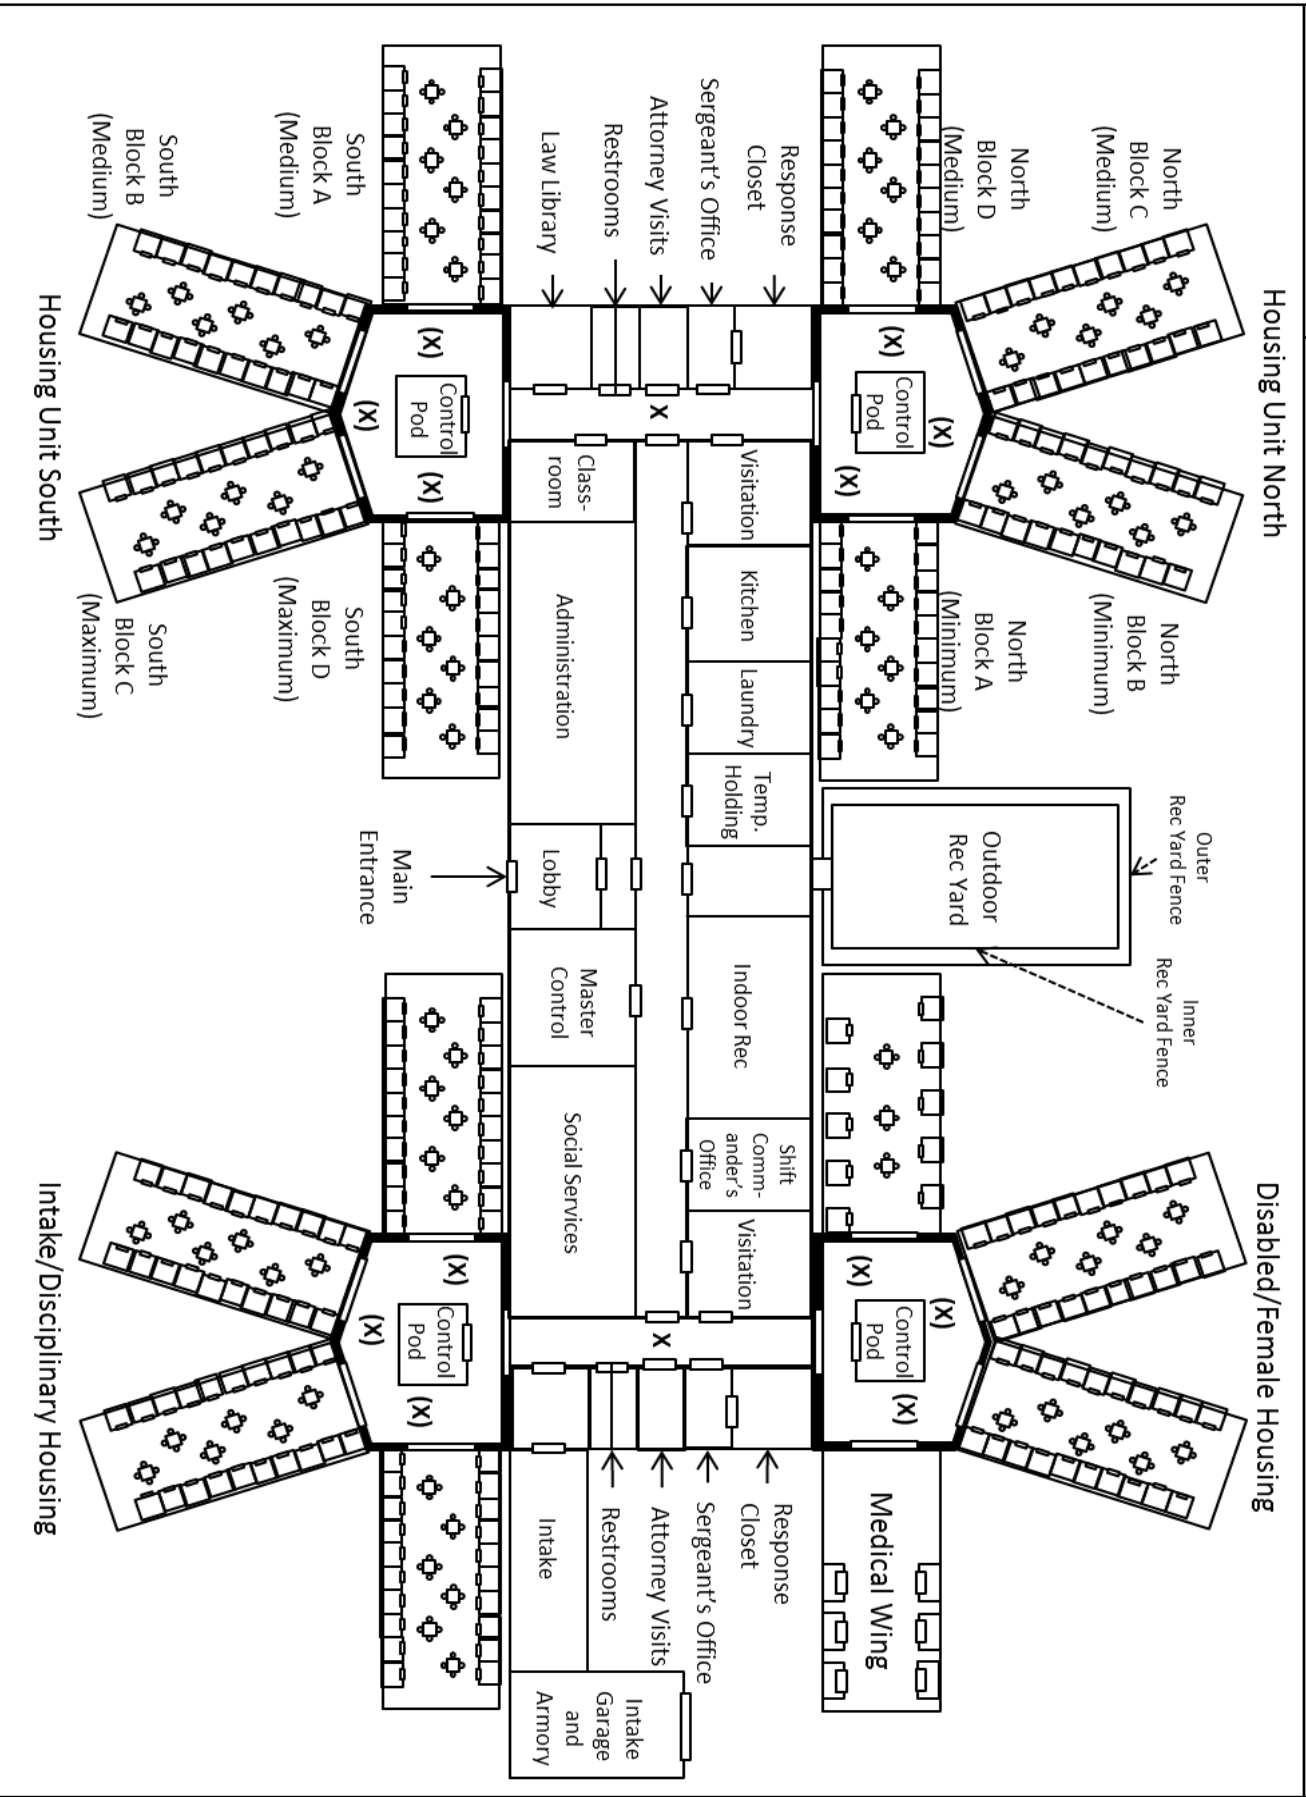 Housing Unit North
Disabled/Female Housing
North
Block C
(Medium)
North
Block B
(Minimum)
Outer
Rec Yard Fence
Inner
Rec Yard Fence
North
Block D
(Medium)
North
Block A
(Minimum)
Outdoor
Rec Yard
(X)
(X)
(X)
Control
Pod
(X)
(X)
(X)
Control
Pod
Medical Wing
Response
Closet
Sergeant's Office
Attorney Visits
Restrooms
Law Library
X
Visitation
Kitchen
Laundry
Temp.
Holding
Indoor Rec
Shift
Comm-
ander's
Office
Visitation
X
Response
Closet
Sergeant's Office
Attorney Visits
Restrooms
Intake
Intake
Garage
and
Armory
Class-
room
Administration
Lobby
Master
Control
Social Services
Main
Entrance
(X)
(X)
(X)
Control
Pod
(X)
(X)
(X)
Control
Pod
South
Block A
(Medium)
South
Block D
(Maximum)
South
Block B
(Medium)
South
Block C
(Maximum)
Housing Unit South
Intake/Disciplinary Housing